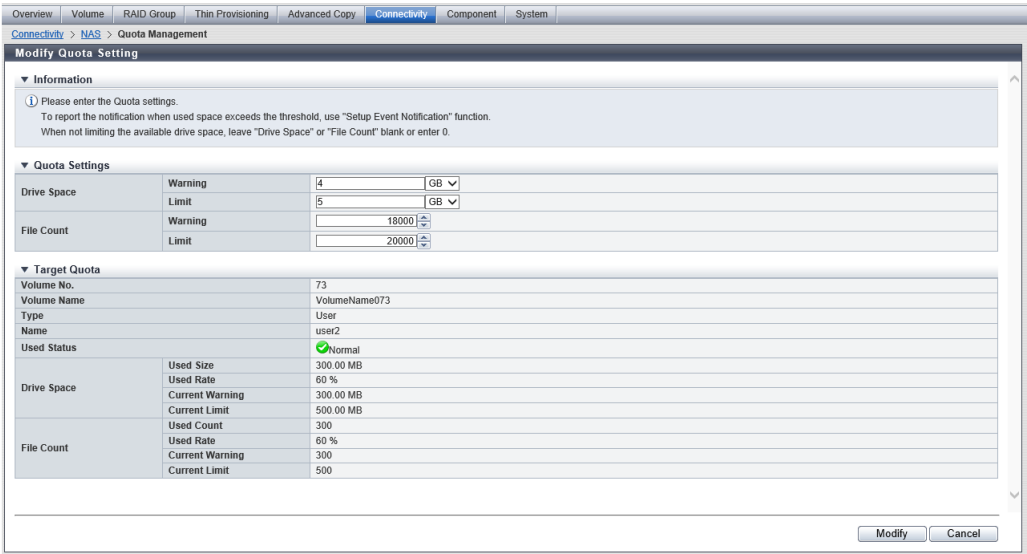 Overview Volume RAID Group Thin Provisioning Advanced Copy Connectivity Component System
Connectivity > NAS > Quota Management
Modify Quota Setting
Information
Please enter the Quota settings.
To report the notification when used space exceeds the threshold, use "Setup Event Notification" function.
When not limiting the available drive space, leave "Drive Space" or "File Count" blank or enter 0.
Quota Settings
Drive Space Warning 4 GB
Limit 5 GB
File Count Warning 18000
Limit 20000
Target Quota
Volume No. 73
Volume Name VolumeName073
Type User
Name user2
Used Status Normal
Drive Space Used Size 300.00 MB
Used Rate 60 %
Current Warning 300.00 MB
Current Limit 500.00 MB
File Count Used Count 300
Used Rate 60 %
Current Warning 300
Current Limit 500
Modify Cancel